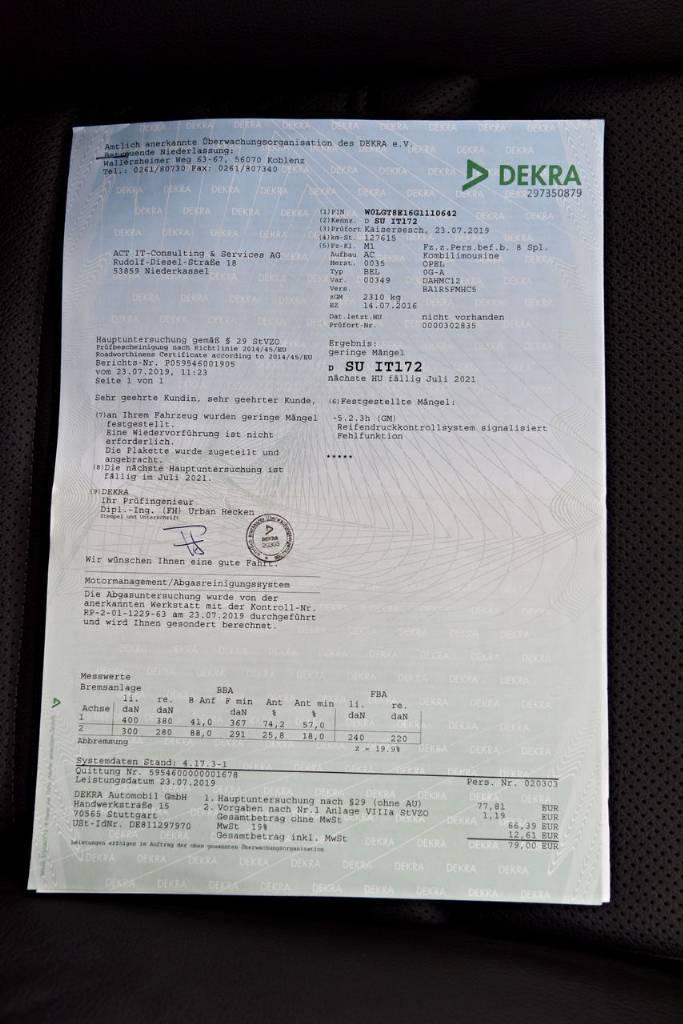 Amtlich anerkannte Überwachungsorganisation des DEKRA e.V.
Betreuende Niederlassung:
Wallersheimer Weg 63-67, 56070 Koblenz
Tel.: 0261/80730 Fax: 0261/807340
DEKRA
297350879
(1) FIN W0LGT8E16G1110642
(2) Kennz. D SU IT172
(3) Prüfort Kaisersesch, 23.07.2019
(4) km-St. 127615
(5) Fz-Kl. M1 Fz.z.Pers.bef.b. 8 Spl.
Aufbau AC Kombilimousine
Herst. 0035 OPEL
Typ BEL 0G-A
Var. 00349 DAHMC12
Vers. BA1R5FMHC5
zGM 2310 kg
EZ 14.07.2016
Dat.letzt.HU nicht vorhanden
Prüfort-Nr. 0000302835
ACT IT-Consulting & Services AG
Rudolf-Diesel-Straße 18
53859 Niederkassel
Hauptuntersuchung gemäß § 29 StVZO
Prüfbescheinigung nach Richtlinie 2014/45/EU
Roadworthiness Certificate according to 2014/45/EU
Berichts-Nr. P059546001905
vom 23.07.2019, 11:23
Seite 1 von 1
Ergebnis:
geringe Mängel
D SU IT172
nächste HU fällig Juli 2021
Sehr geehrte Kundin, sehr geehrter Kunde,
(7) an Ihrem Fahrzeug wurden geringe Mängel
festgestellt.
Eine Wiedervorführung ist nicht
erforderlich.
Die Plakette wurde zugeteilt und
angebracht.
(8) Die nächste Hauptuntersuchung ist
fällig im Juli 2021.
(6) Festgestellte Mängel:
-5.2.3h (GM)
Reifendruckkontrollsystem signalisiert
Fehlfunktion
*****
(9) DEKRA
Ihr Prüfingenieur
Dipl.-Ing. (FH) Urban Hecken
Stempel und Unterschrift
DEKRA
Wir wünschen Ihnen eine gute Fahrt.
Motormanagement/Abgasreinigungssystem
Die Abgasuntersuchung wurde von der
anerkannten Werkstatt mit der Kontroll-Nr.
RP-2-01-1229-63 am 23.07.2019 durchgeführt
und wird Ihnen gesondert berechnet.
Messwerte
Bremsanlage BBA FBA
li. re. B Anf F min Ant Ant min li. re.
Achse daN daN daN % % daN daN
1 400 380 41,0 367 74,2 57,0
2 300 280 88,0 291 25,8 18,0 240 220
Abbremsung z = 19.9%
Systemdaten Stand: 4.17.3-1
Quittung Nr. 5954600000001678
Leistungsdatum 23.07.2019 Pers. Nr. 020303
DEKRA Automobil GmbH 1. Hauptuntersuchung nach §29 (ohne AU) 77,81 EUR
Handwerkstraße 15 2. Vorgaben nach Nr.1 Anlage VIIIa StVZO 1,19 EUR
70565 Stuttgart Gesamtbetrag ohne MwSt 66,39 EUR
USt-IdNr. DE811297970 MwSt 19% 12,61 EUR
Gesamtbetrag inkl. MwSt 79,00 EUR
Leistungen erfolgen im Auftrag der oben genannten Überwachungsorganisation